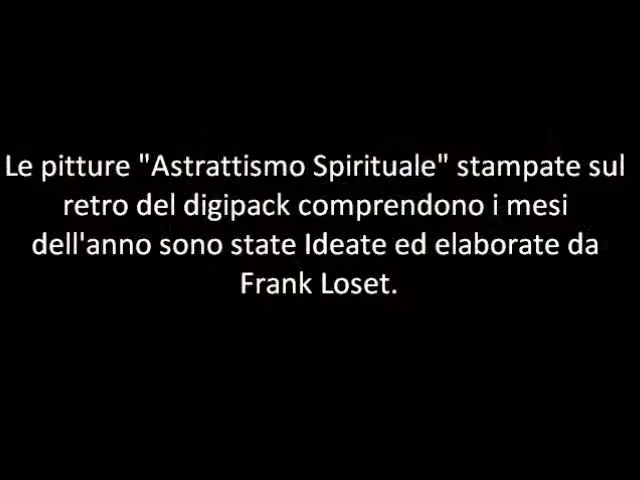 Le pitture "Astrattismo Spirituale" stampate sul
retro del digipack comprendono i mesi
dell'anno sono state Ideate ed elaborate da
Frank Loset.